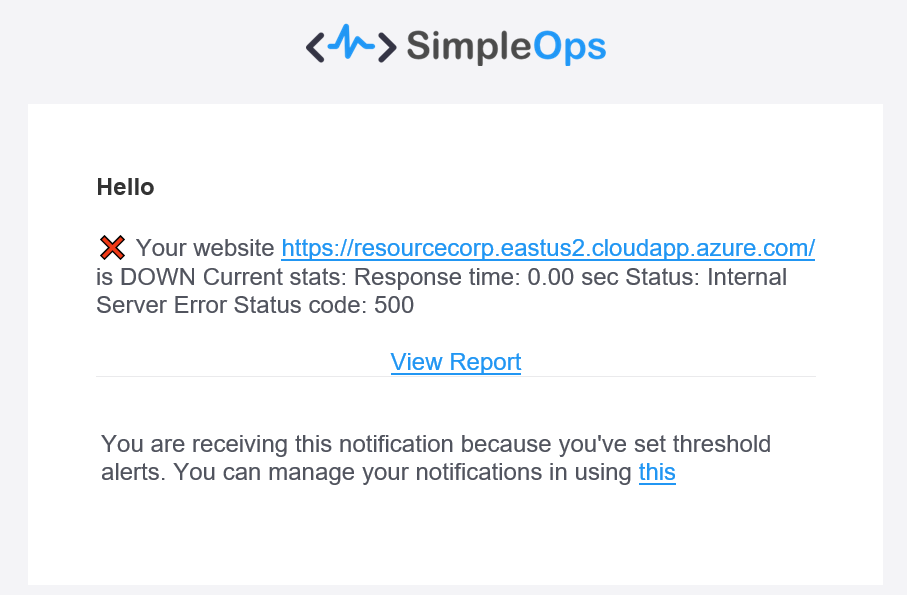 SimpleOps
Hello
Your website https://resourcecorp.eastus2.cloudapp.azure.com/
is DOWN Current stats: Response time: 0.00 sec Status: Internal
Server Error Status code: 500
View Report
You are receiving this notification because you've set threshold
alerts. You can manage your notifications in using this